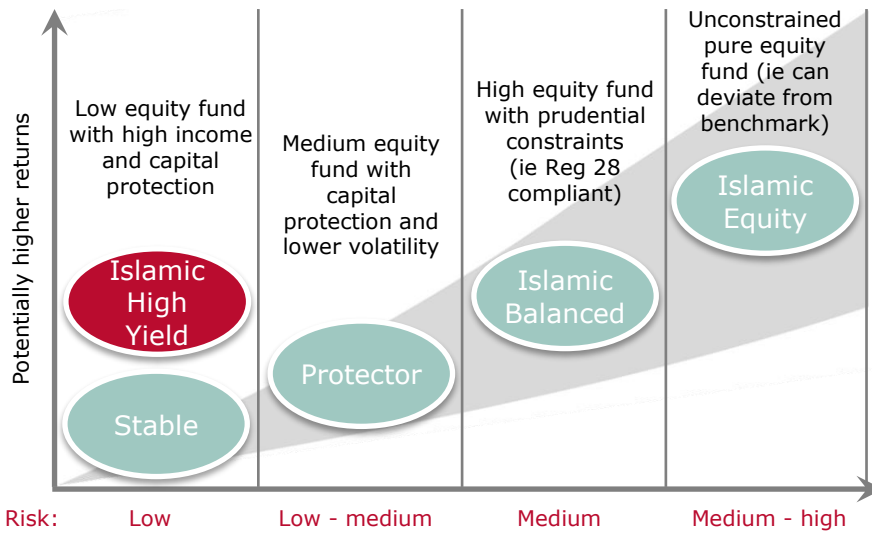 Potentially higher returns
Low equity fund
with high income
and capital
protection
Islamic
High
Yield
Stable
Medium equity
fund with
capital
protection and
lower volatility
Protector
High equity fund
with prudential
constraints
(ie Reg 28
compliant)
Islamic
Balanced
Unconstrained
pure equity
fund (ie can
deviate from
benchmark)
Islamic
Equity
Risk: Low Low - medium Medium Medium - high